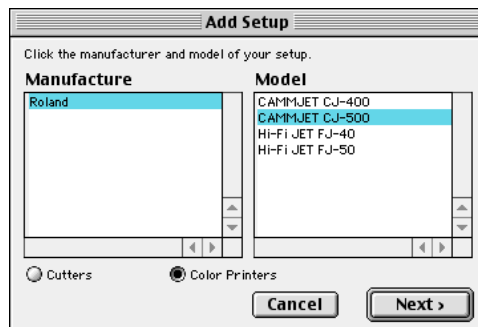 Add Setup
Click the manufacturer and model of your setup.
Manufacture Model
Roland
CAMMJET CJ-400
CAMMJET CJ-500
Hi-Fi JET FJ-40
Hi-Fi JET FJ-50
Cutters Color Printers
Cancel Next ›